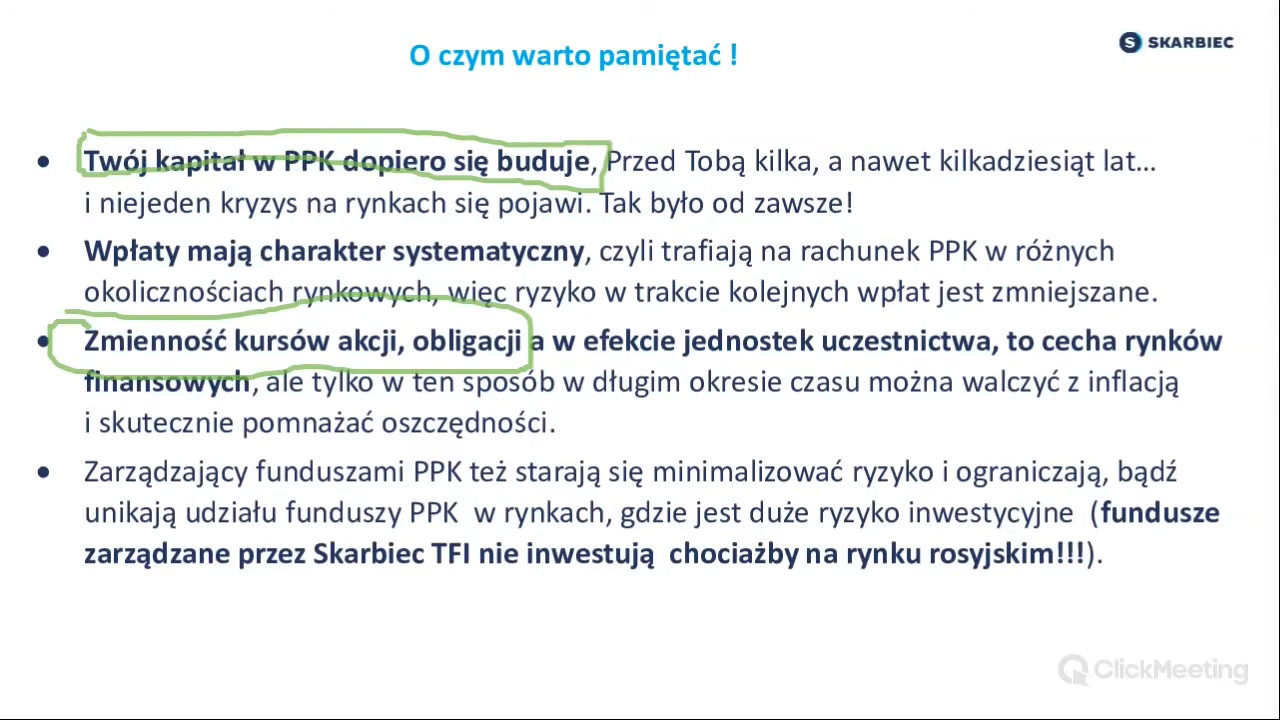 O czym warto pamiętać !
S SKARBIEC
• Twój kapitał w PPK dopiero się buduje, Przed Tobą kilka, a nawet kilkadziesiąt lat...
i niejeden kryzys na rynkach się pojawi. Tak było od zawsze!
• Wpłaty mają charakter systematyczny, czyli trafiają na rachunek PPK w różnych
okolicznościach rynkowych, więc ryzyko w trakcie kolejnych wpłat jest zmniejszane.
• Zmienność kursów akcji, obligacji a w efekcie jednostek uczestnictwa, to cecha rynków
finansowych, ale tylko w ten sposób w długim okresie czasu można walczyć z inflacją
i skutecznie pomnażać oszczędności.
• Zarządzający funduszami PPK też starają się minimalizować ryzyko i ograniczają, bądź
unikają udziału funduszy PPK w rynkach, gdzie jest duże ryzyko inwestycyjne (fundusze
zarządzane przez Skarbiec TFI nie inwestują chociażby na rynku rosyjskim!!!).
ClickMeeting